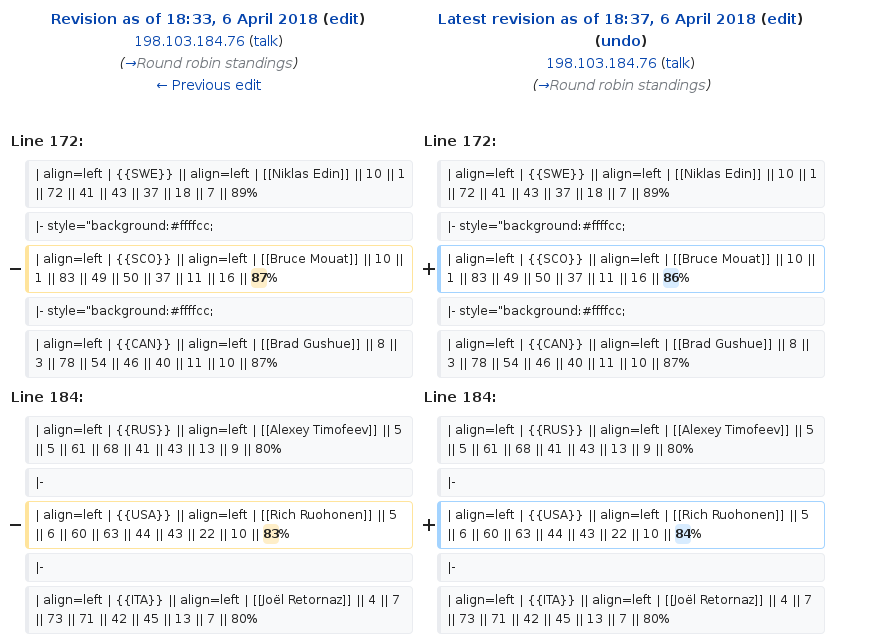 Revision as of 18:33, 6 April 2018 (edit)
198.103.184.76 (talk)
(→Round robin standings)
← Previous edit
Latest revision as of 18:37, 6 April 2018 (edit)
(undo)
198.103.184.76 (talk)
(→Round robin standings)
Line 172:
Line 172:
| align=left | {{SWE}} || align=left | [[Niklas Edin]] || 10 || 1
|| 72 || 41 || 43 || 37 || 18 || 7 || 89%
| align=left | {{SWE}} || align=left | [[Niklas Edin]] || 10 || 1
|| 72 || 41 || 43 || 37 || 18 || 7 || 89%
|- style="background:#ffffcc;
|- style="background:#ffffcc;
− | align=left | {{SCO}} || align=left | [[Bruce Mouat]] || 10 ||
1 || 83 || 49 || 50 || 37 || 11 || 16 || 87%
+ | align=left | {{SCO}} || align=left | [[Bruce Mouat]] || 10 ||
1 || 83 || 49 || 50 || 37 || 11 || 16 || 86%
|- style="background:#ffffcc;
|- style="background:#ffffcc;
| align=left | {{CAN}} || align=left | [[Brad Gushue]] || 8 ||
3 || 78 || 54 || 46 || 40 || 11 || 10 || 87%
| align=left | {{CAN}} || align=left | [[Brad Gushue]] || 8 ||
3 || 78 || 54 || 46 || 40 || 11 || 10 || 87%
Line 184:
Line 184:
| align=left | {{RUS}} || align=left | [[Alexey Timofeev]] || 5
|| 5 || 61 || 68 || 41 || 43 || 13 || 9 || 80%
| align=left | {{RUS}} || align=left | [[Alexey Timofeev]] || 5
|| 5 || 61 || 68 || 41 || 43 || 13 || 9 || 80%
|-
|-
− | align=left | {{USA}} || align=left | [[Rich Ruohonen]] || 5
|| 6 || 60 || 63 || 44 || 43 || 22 || 10 || 83%
+ | align=left | {{USA}} || align=left | [[Rich Ruohonen]] || 5
|| 6 || 60 || 63 || 44 || 43 || 22 || 10 || 84%
|-
|-
| align=left | {{ITA}} || align=left | [[Joël Retornaz]] || 4 || 7
|| 73 || 71 || 42 || 45 || 13 || 7 || 80%
| align=left | {{ITA}} || align=left | [[Joël Retornaz]] || 4 || 7
|| 73 || 71 || 42 || 45 || 13 || 7 || 80%